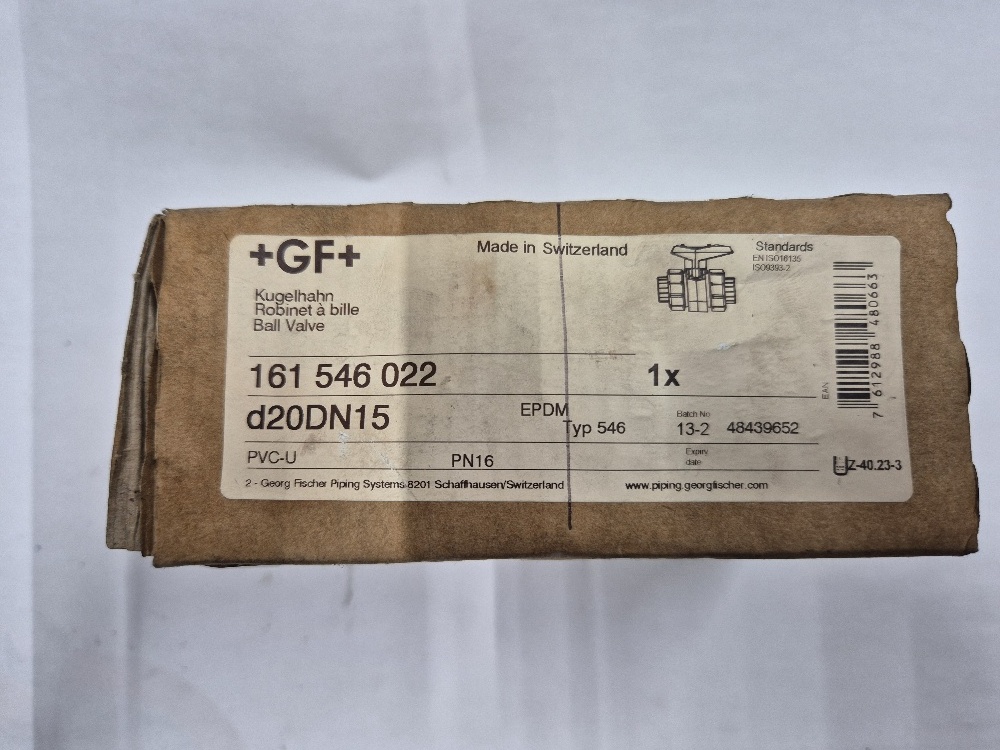 +GF+
Made in Switzerland
Standards
EN ISO16135
ISO9393-2
Kugelhahn
Robinet à bille
Ball Valve
161 546 022
1x
d20DN15
EPDM
Typ 546
Batch No
13-2 48439652
PVC-U
PN16
Expiry
date
2 - Georg Fischer Piping Systems 8201 Schaffhausen/Switzerland
www.piping.georgfischer.com
EAN
7 612988 480663
Z-40.23-3